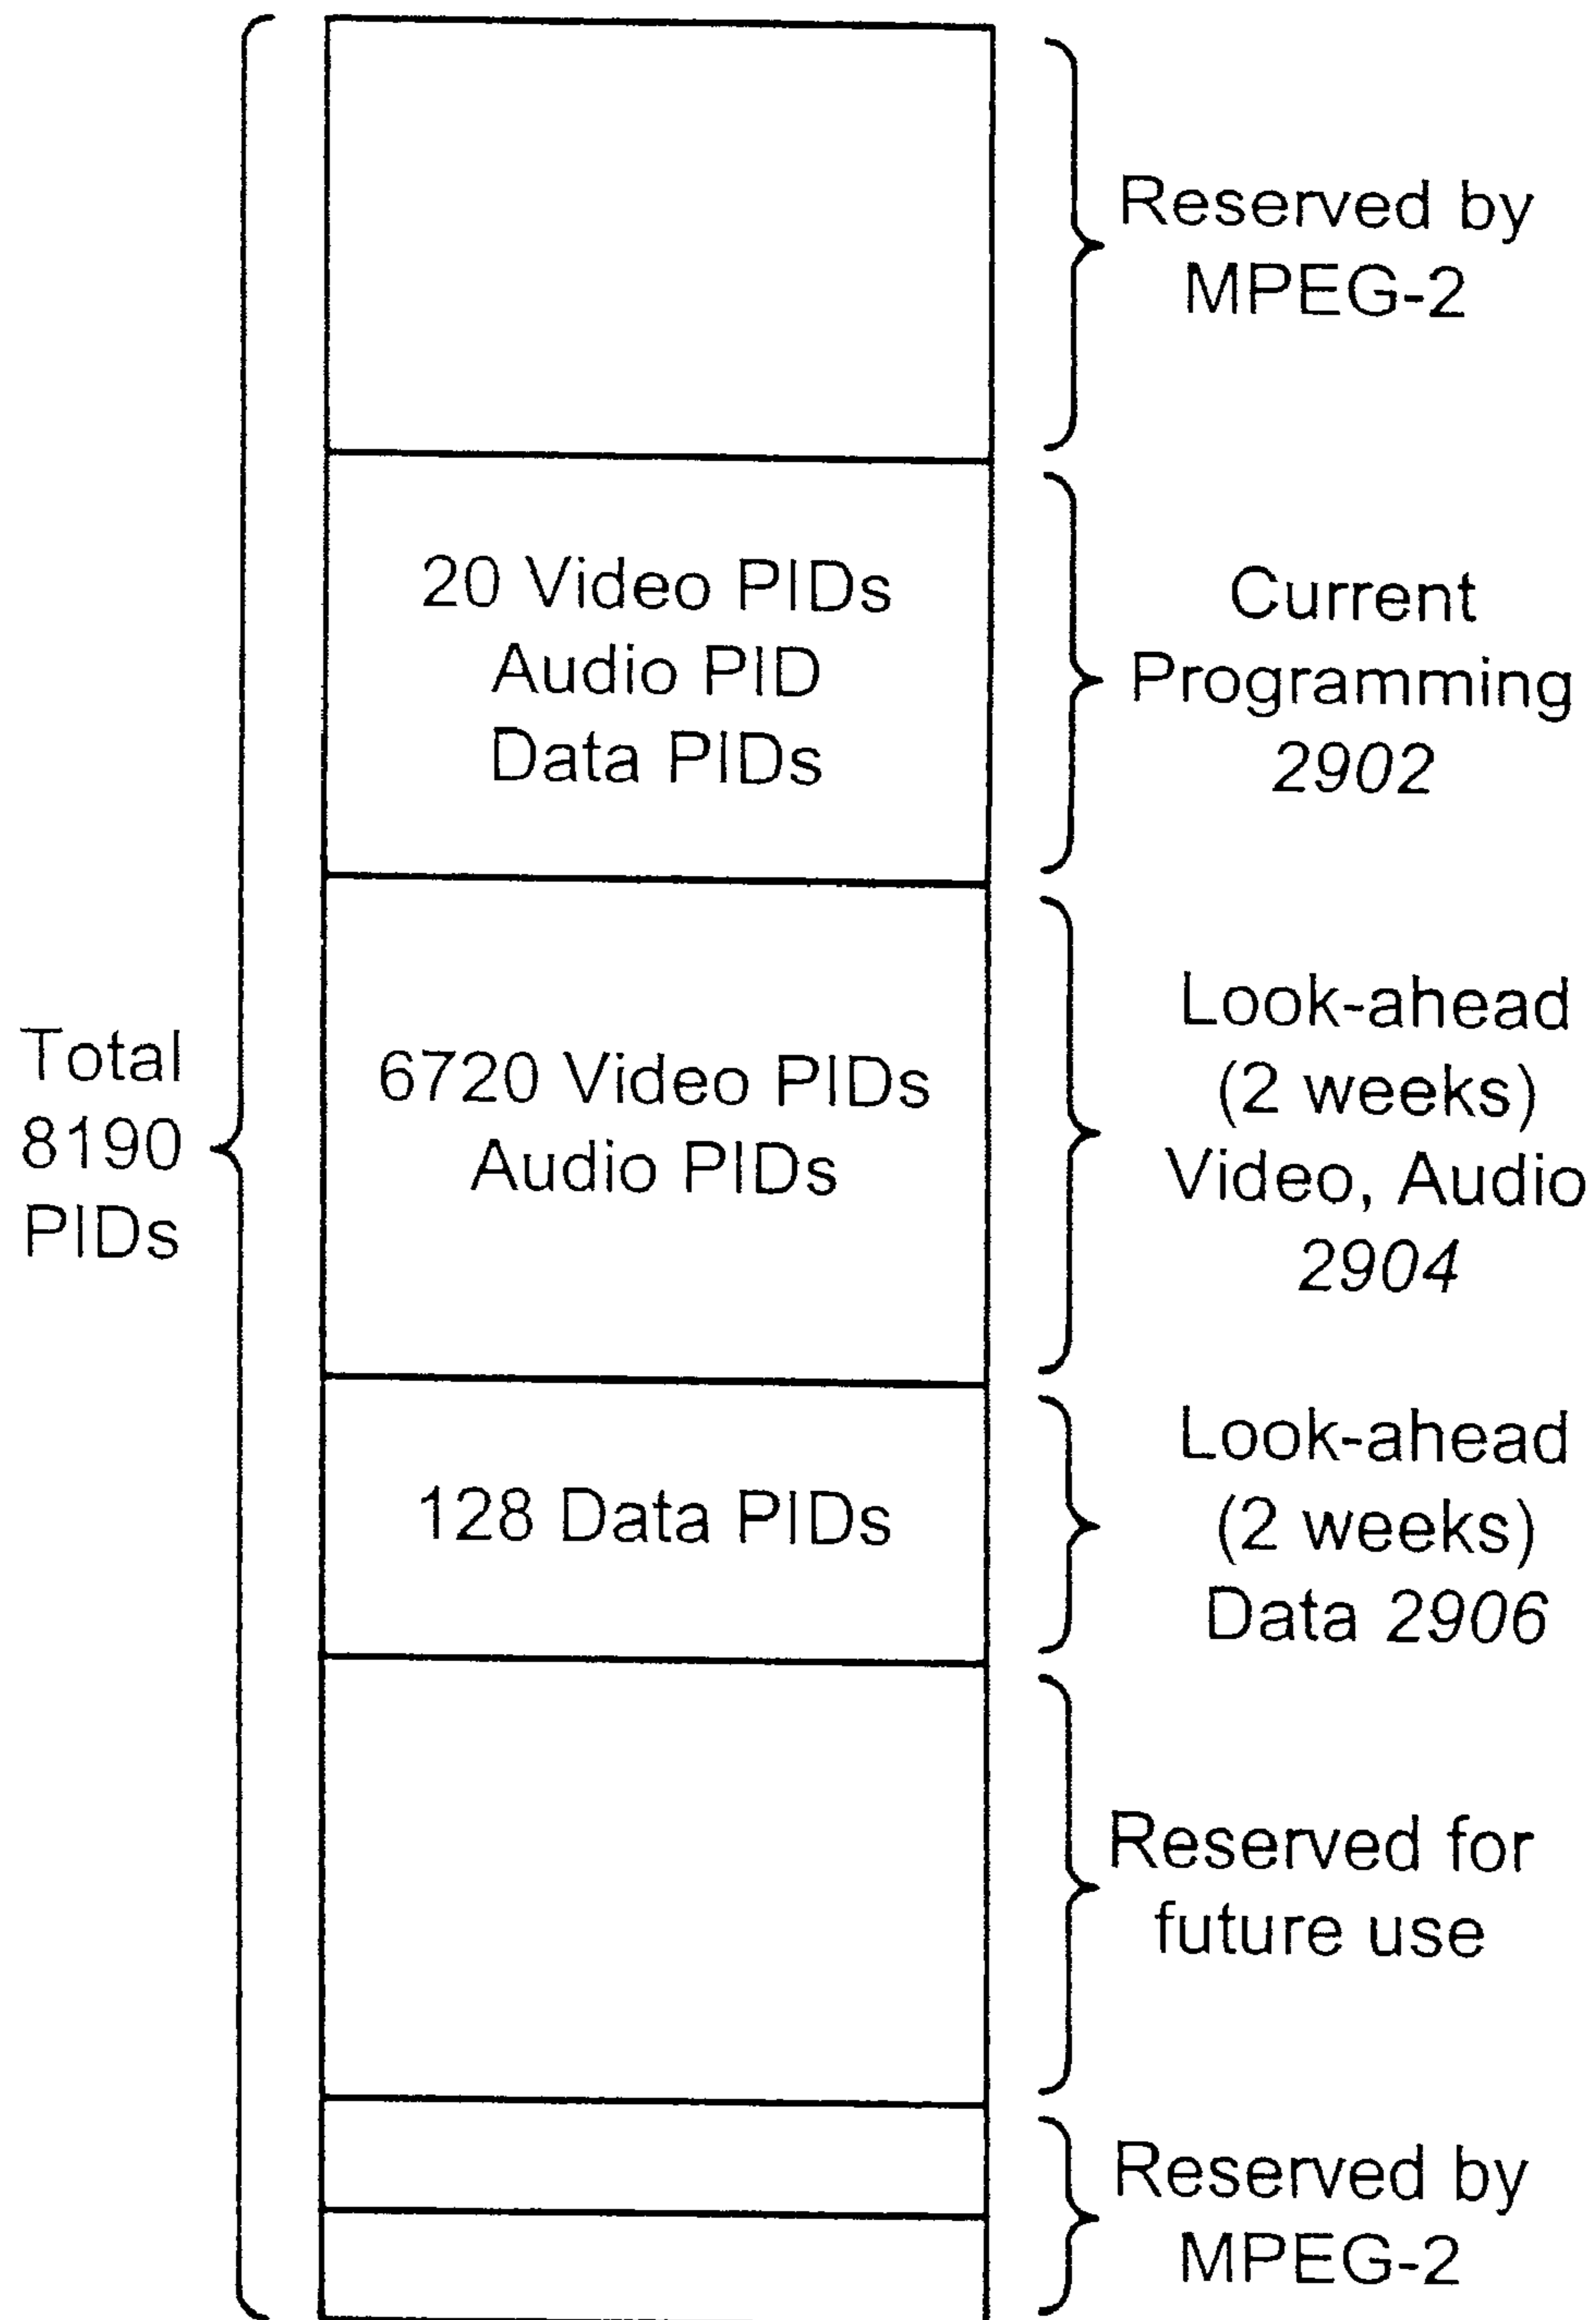 Reserved by
MPEG-2
20 Video PIDs
Audio PID
Data PIDs
Current
Programming
2902
Total
8190
PIDs
6720 Video PIDs
Audio PIDs
Look-ahead
(2 weeks)
Video, Audio
2904
128 Data PIDs
Look-ahead
(2 weeks)
Data 2906
Reserved for
future use
Reserved by
MPEG-2